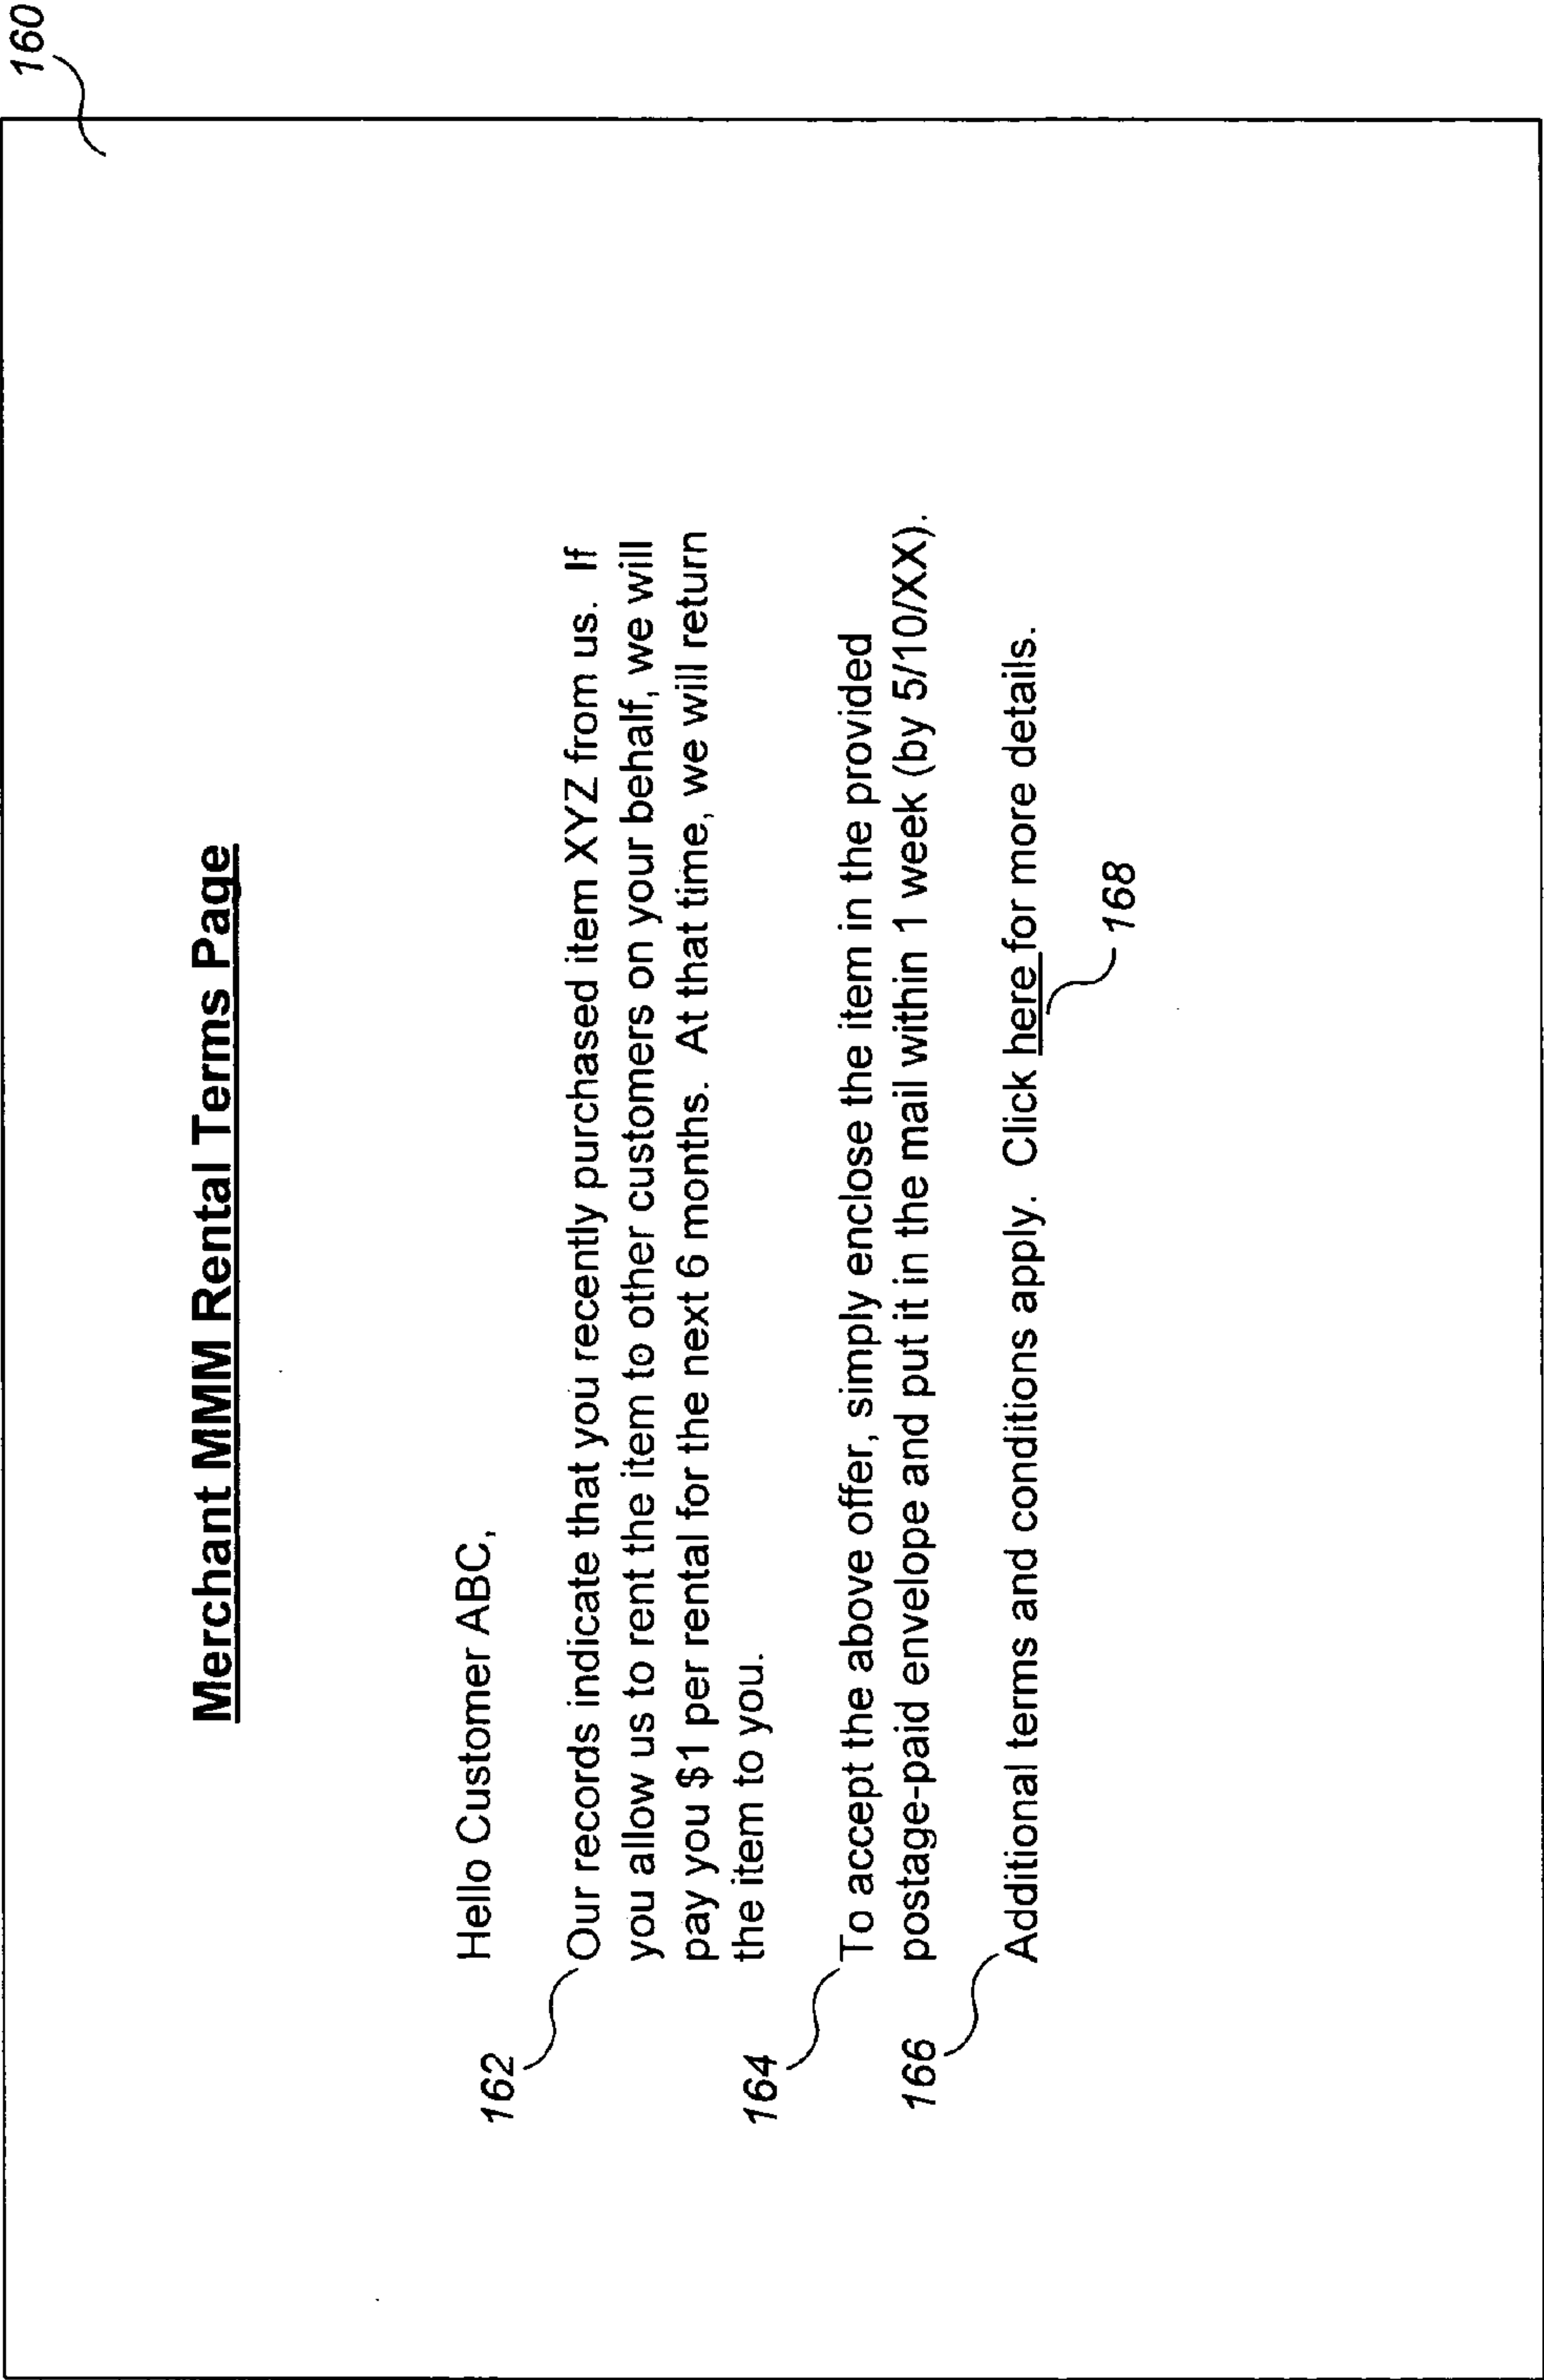 160
Merchant MMM Rental Terms Page
Hello Customer ABC,
162
Our records indicate that you recently purchased item XYZ from us. If
you allow us to rent the item to other customers on your behalf, we will
pay you $1 per rental for the next 6 months. At that time, we will return
the item to you.
164
To accept the above offer, simply enclose the item in the provided
postage-paid envelope and put it in the mail within 1 week (by 5/10/XX).
166
Additional terms and conditions apply. Click here for more details.
168